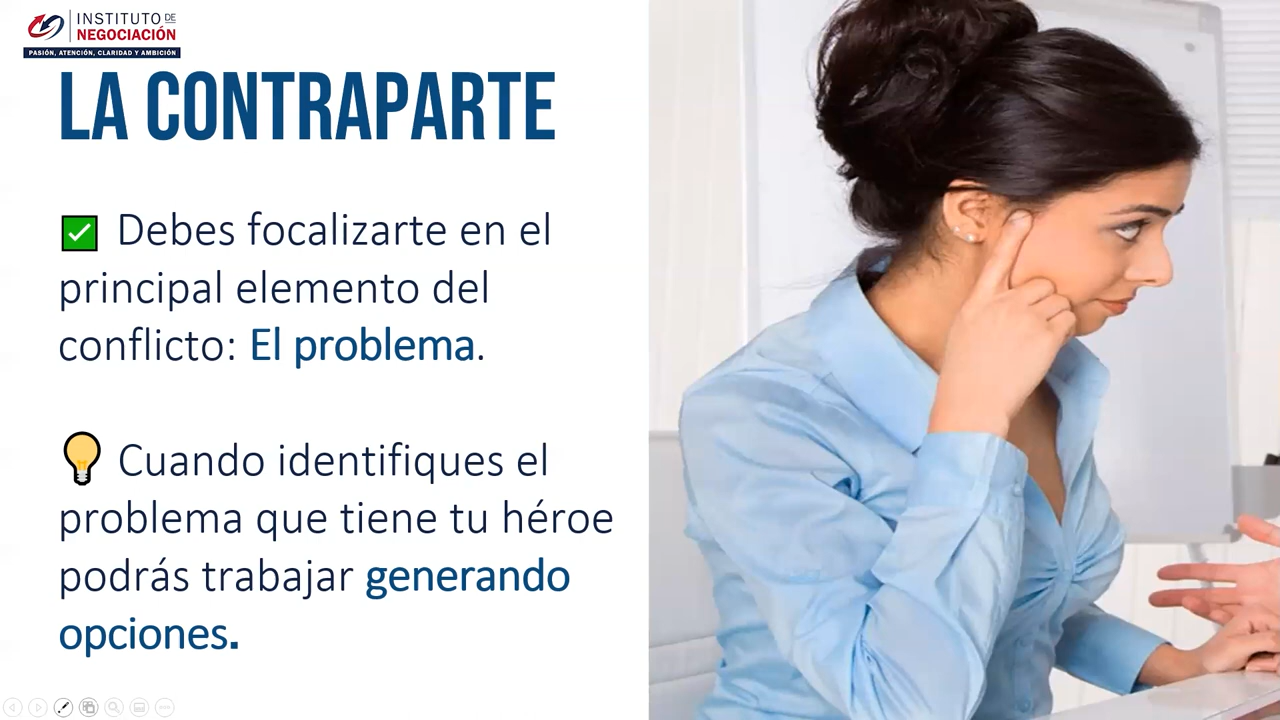 INSTITUTO DE
NEGOCIACIÓN
PASIÓN, ATENCIÓN, CLARIDAD Y AMBICIÓN
LA CONTRAPARTE
✅ Debes focalizarte en el
principal elemento del
conflicto: El problema.
💡 Cuando identifiques el
problema que tiene tu héroe
podrás trabajar generando
opciones.